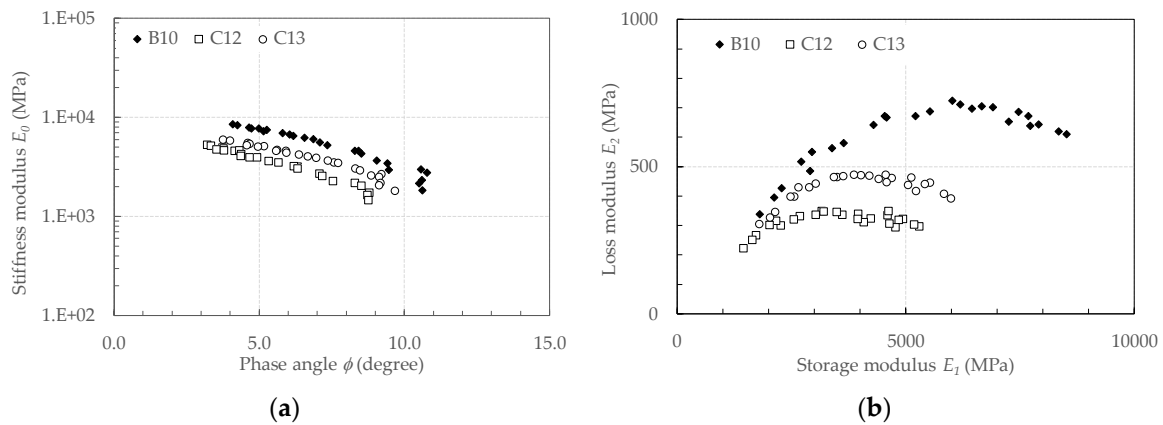 1.E+05
B10 C12 C13
1.E+04
1.E+03
1.E+02
Stiffness modulus E0 (MPa)
0.0 5.0 10.0 15.0
Phase angle ϕ (degree)
(a)
1000
B10 C12 C13
500
0
Loss modulus E2 (MPa)
0 5000 10000
Storage modulus E1 (MPa)
(b)